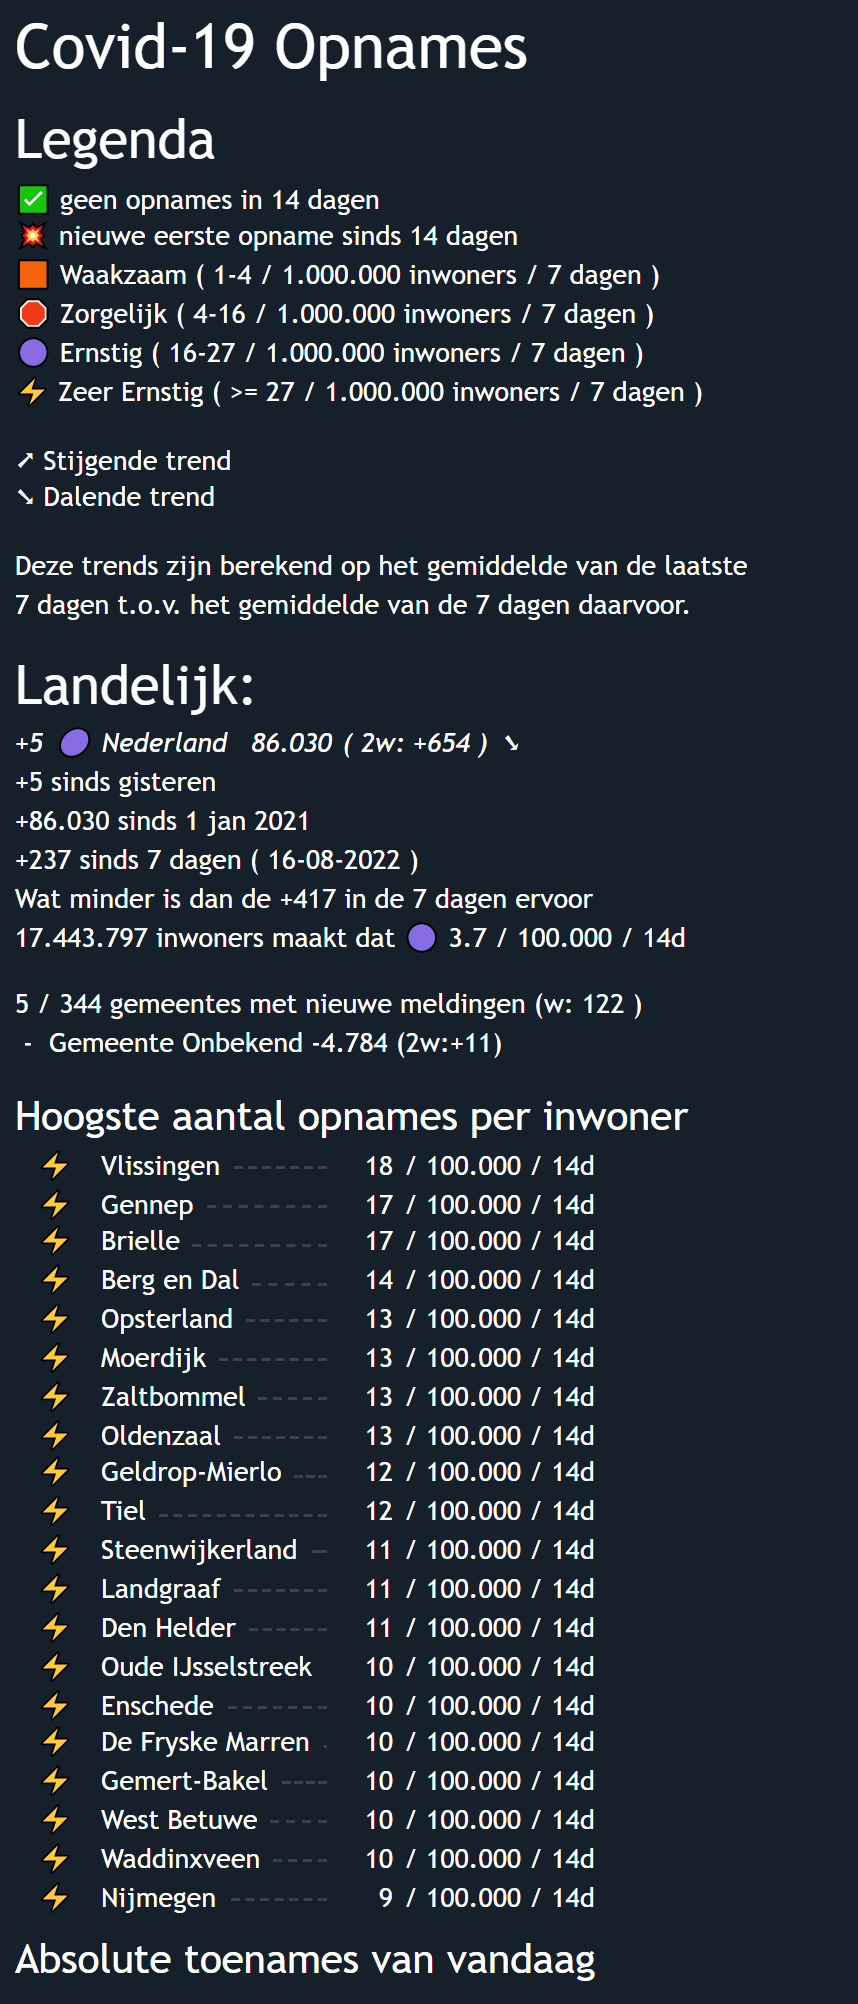 Covid-19 Opnames
Legenda
✅ geen opnames in 14 dagen
💥 nieuwe eerste opname sinds 14 dagen
🟧 Waakzaam ( 1-4 / 1.000.000 inwoners / 7 dagen )
🛑 Zorgelijk ( 4-16 / 1.000.000 inwoners / 7 dagen )
🟣 Ernstig ( 16-27 / 1.000.000 inwoners / 7 dagen )
⚡ Zeer Ernstig ( >= 27 / 1.000.000 inwoners / 7 dagen )
➚ Stijgende trend
➘ Dalende trend
Deze trends zijn berekend op het gemiddelde van de laatste
7 dagen t.o.v. het gemiddelde van de 7 dagen daarvoor.
Landelijk:
+5 🟣 Nederland 86.030 ( 2w: +654 ) ➘
+5 sinds gisteren
+86.030 sinds 1 jan 2021
+237 sinds 7 dagen ( 16-08-2022 )
Wat minder is dan de +417 in de 7 dagen ervoor
17.443.797 inwoners maakt dat 🟣 3.7 / 100.000 / 14d
5 / 344 gemeentes met nieuwe meldingen (w: 122 )
- Gemeente Onbekend -4.784 (2w:+11)
Hoogste aantal opnames per inwoner
⚡ Vlissingen ------- 18 / 100.000 / 14d
⚡ Gennep --------- 17 / 100.000 / 14d
⚡ Brielle ---------- 17 / 100.000 / 14d
⚡ Berg en Dal ----- 14 / 100.000 / 14d
⚡ Opsterland ------ 13 / 100.000 / 14d
⚡ Moerdijk -------- 13 / 100.000 / 14d
⚡ Zaltbommel ----- 13 / 100.000 / 14d
⚡ Oldenzaal ------- 13 / 100.000 / 14d
⚡ Geldrop-Mierlo --- 12 / 100.000 / 14d
⚡ Tiel ------------ 12 / 100.000 / 14d
⚡ Steenwijkerland - 11 / 100.000 / 14d
⚡ Landgraaf ------- 11 / 100.000 / 14d
⚡ Den Helder ------ 11 / 100.000 / 14d
⚡ Oude IJsselstreek 10 / 100.000 / 14d
⚡ Enschede -------- 10 / 100.000 / 14d
⚡ De Fryske Marren - 10 / 100.000 / 14d
⚡ Gemert-Bakel ---- 10 / 100.000 / 14d
⚡ West Betuwe ---- 10 / 100.000 / 14d
⚡ Waddinxveen ---- 10 / 100.000 / 14d
⚡ Nijmegen ------- 9 / 100.000 / 14d
Absolute toenames van vandaag